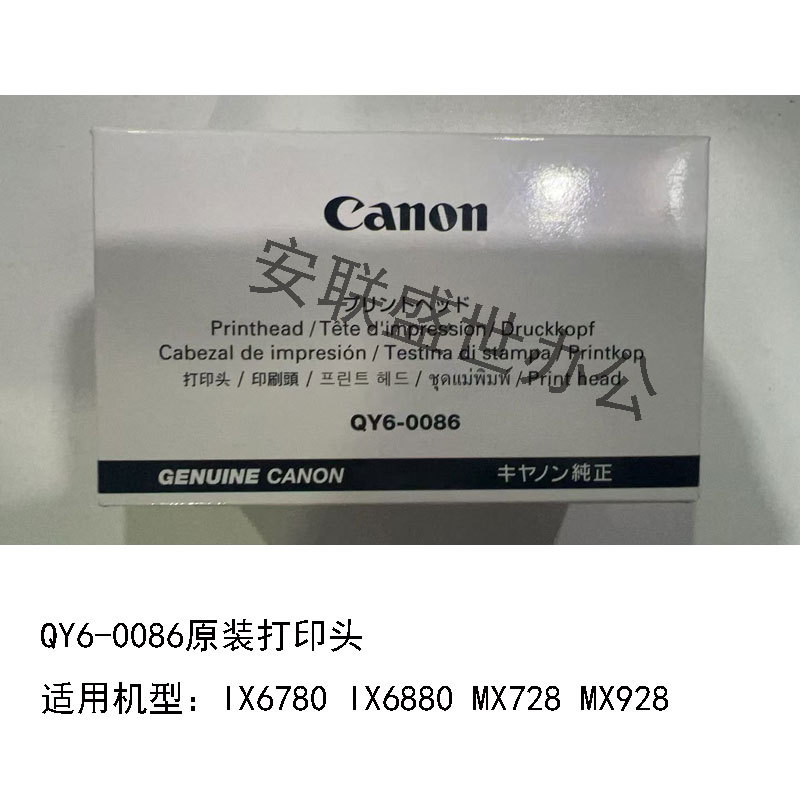 Canon
安联盛世办公
プリントヘッド
Printhead / Tête d'impression / Druckkopf
Cabezal de impresión / Testina di stampa / Printkop
打印头 / 印刷頭 / 프린트 헤드 / ชุดแม่พิมพ์ / Print head
QY6-0086
GENUINE CANON
キヤノン純正
QY6-0086原装打印头
适用机型：IX6780 IX6880 MX728 MX928